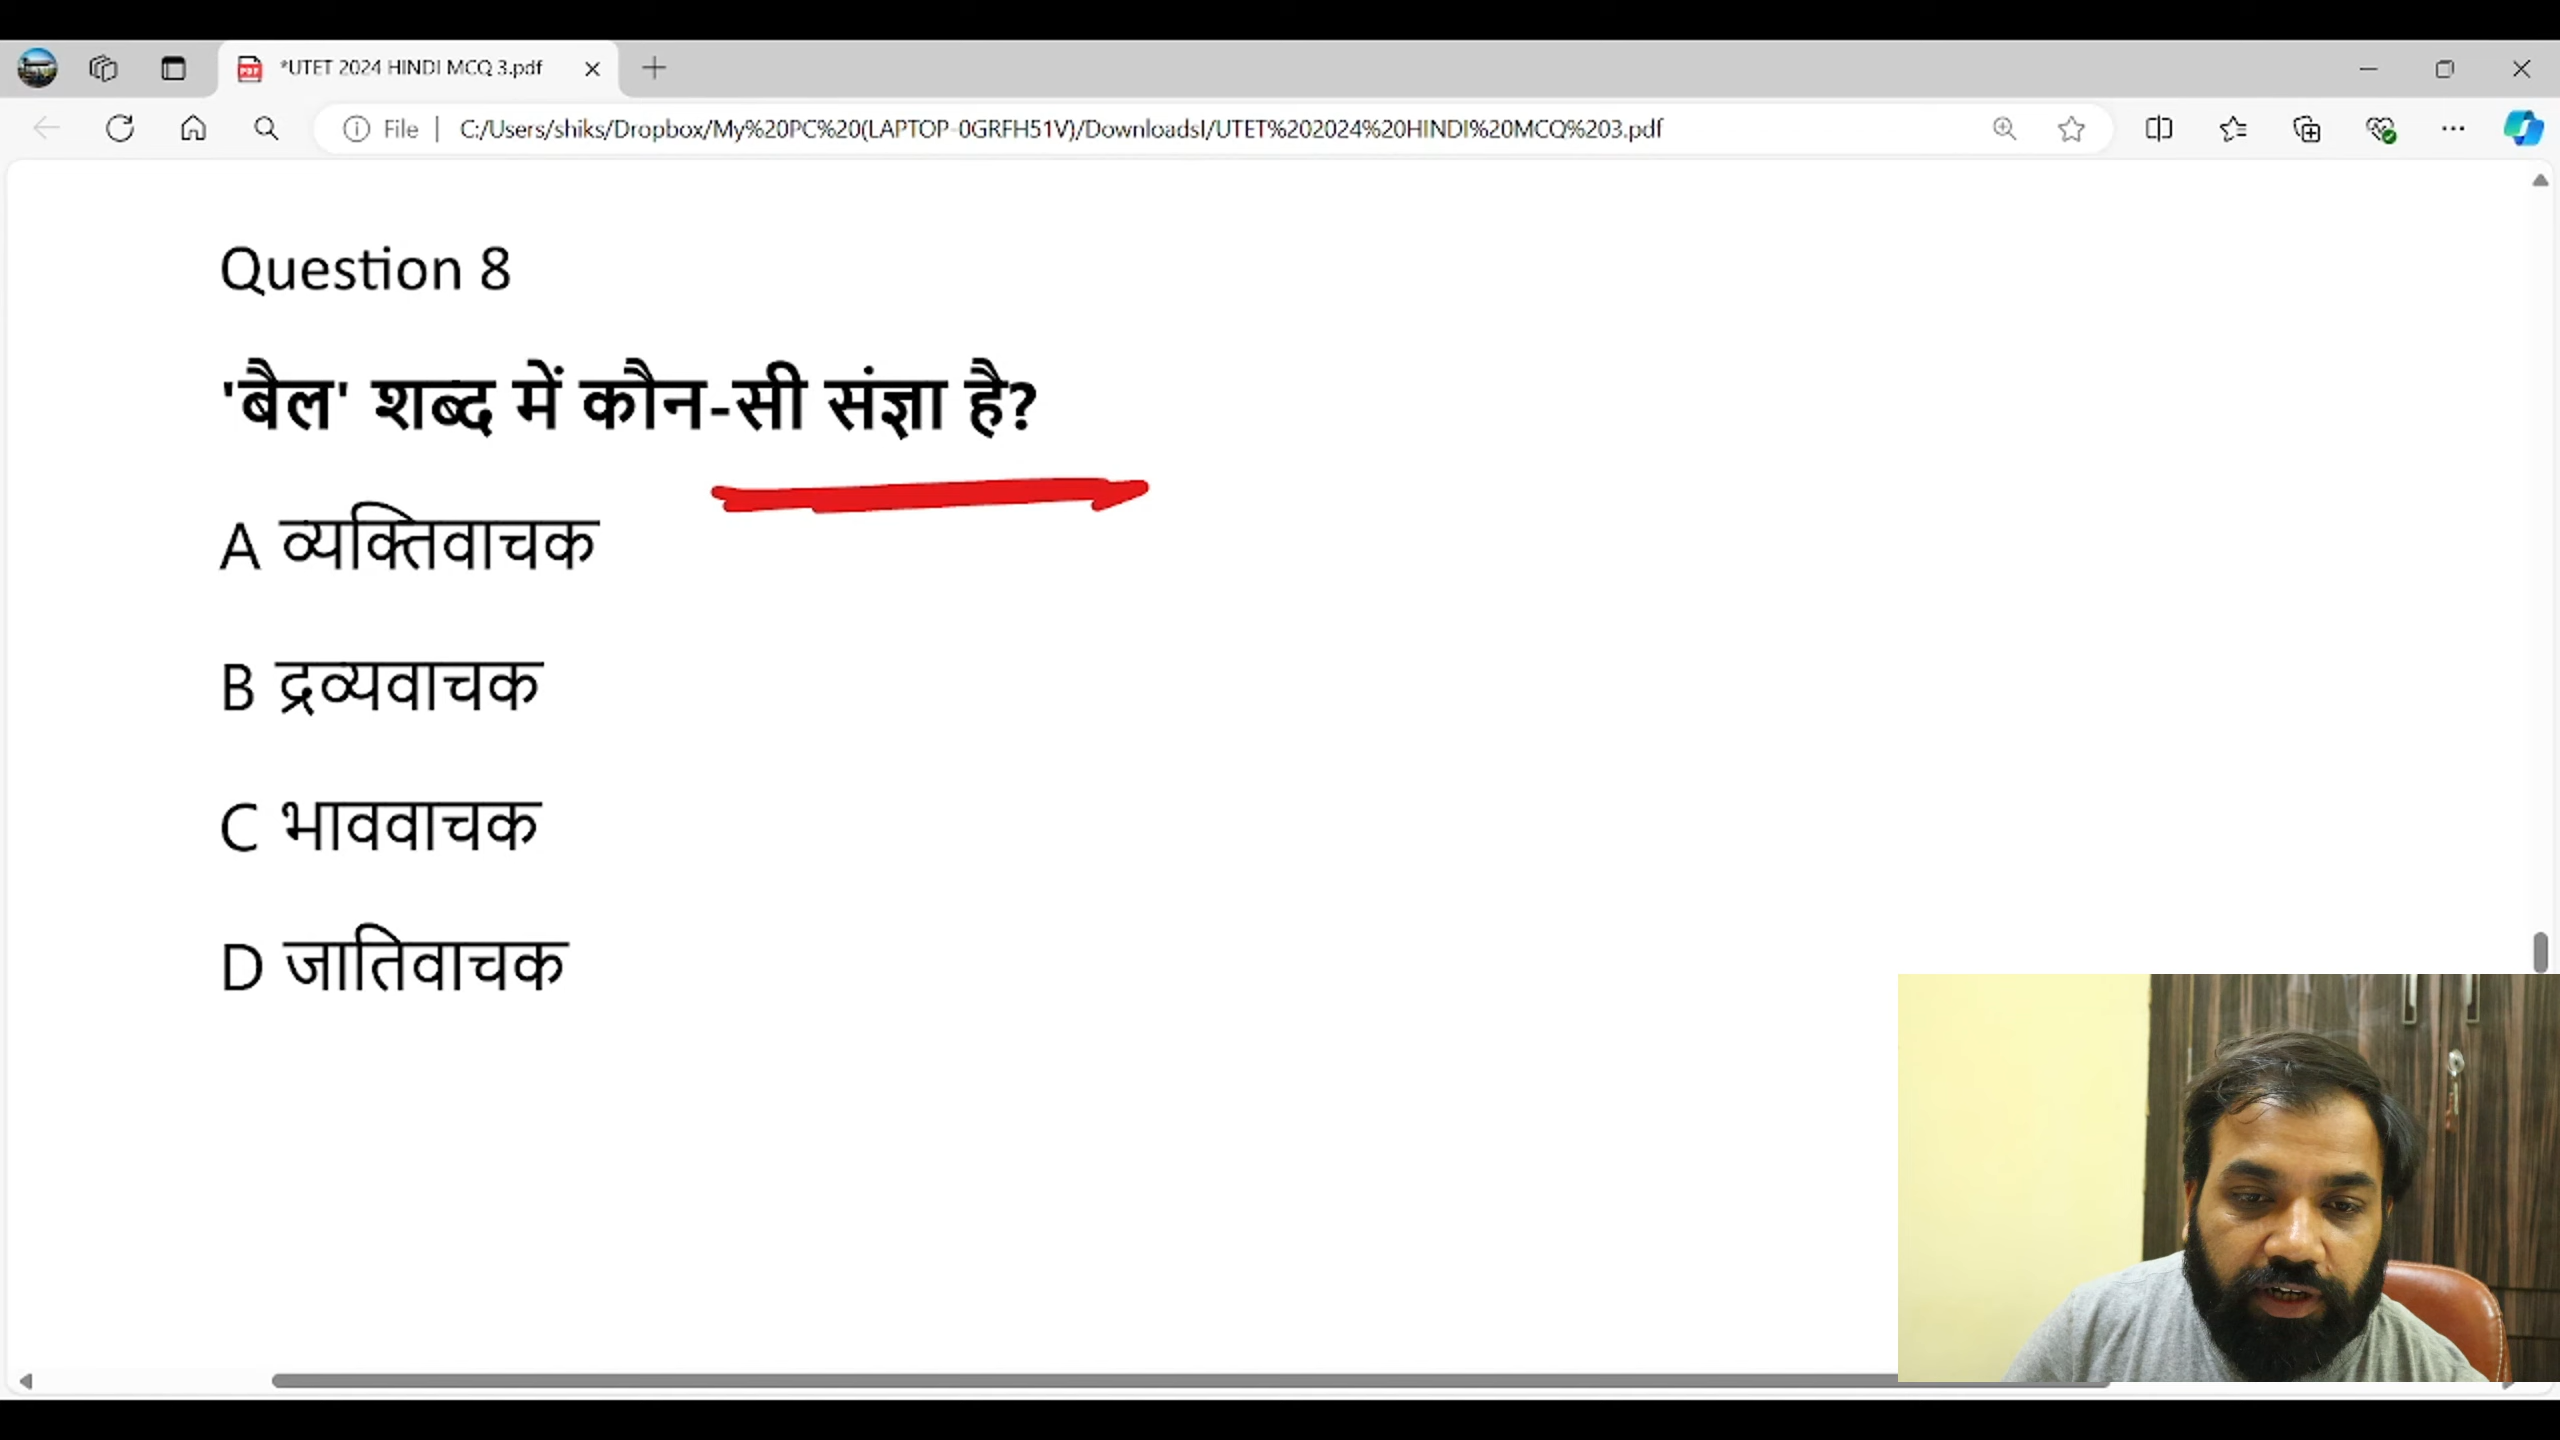 *UTET 2024 HINDI MCQ 3.pdf
File | C:/Users/shiks/Dropbox/My%20PC%20(LAPTOP-0GRFH51V)/DownloadsI/UTET%202024%20HINDI%20MCQ%203.pdf
Question 8
'बैल' शब्द में कौन-सी संज्ञा है?
A व्यक्तिवाचक
B द्रव्यवाचक
C भाववाचक
D जातिवाचक